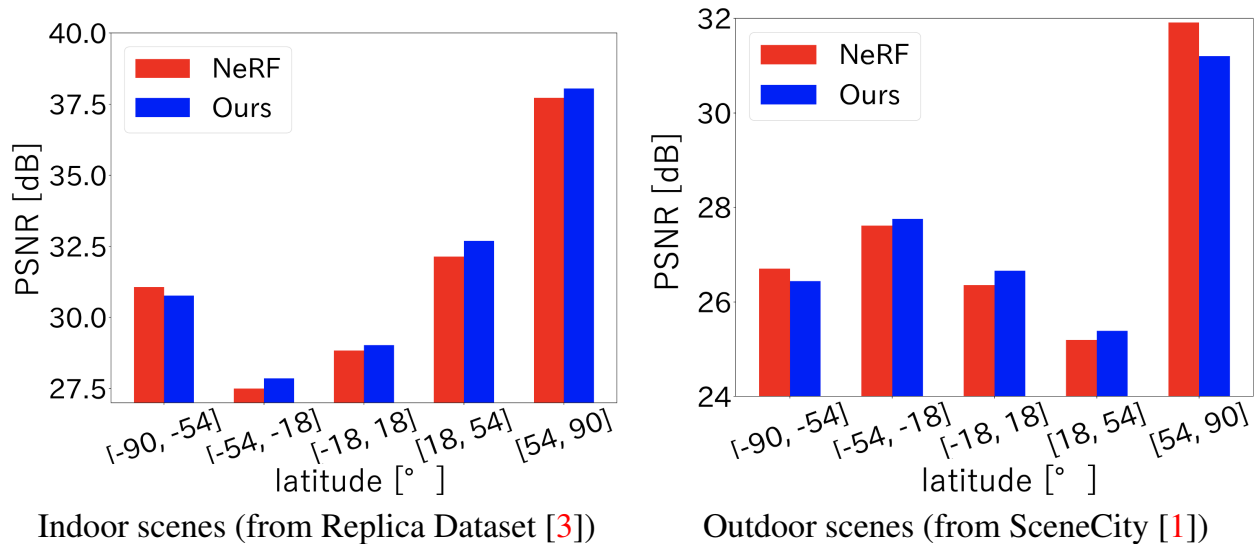 40.0
37.5
35.0
32.5
30.0
27.5
PSNR [dB]
NeRF
Ours
[-90, -54]
[-54, -18]
[-18, 18]
[18, 54]
[54, 90]
latitude [° ]
Indoor scenes (from Replica Dataset [3])
32
30
28
26
24
PSNR [dB]
NeRF
Ours
[-90, -54]
[-54, -18]
[-18, 18]
[18, 54]
[54, 90]
latitude [° ]
Outdoor scenes (from SceneCity [1])